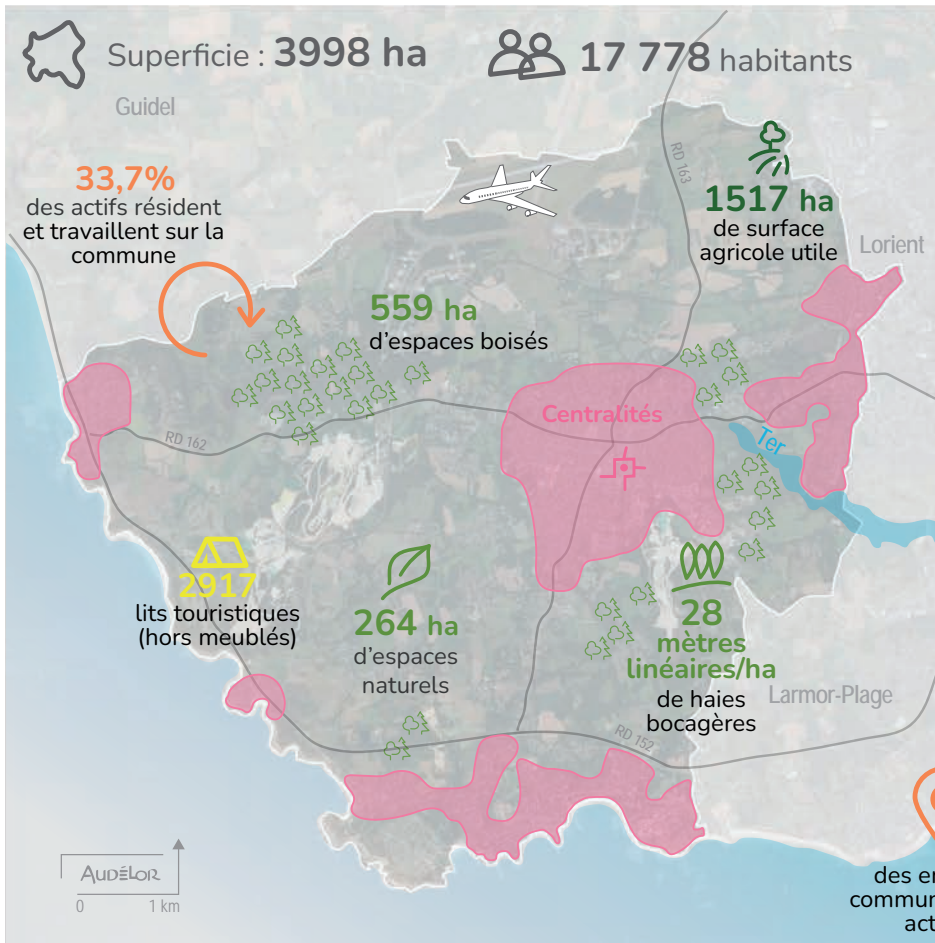 Superficie : 3998 ha
17 778 habitants
Guidel
RD 163
33,7%
des actifs résident
et travaillent sur la
commune
1517 ha
de surface
agricole utile
Lorient
559 ha
d'espaces boisés
Centralités
RD 162
Ter
2917
lits touristiques
(hors meublés)
264 ha
d'espaces
naturels
28
mètres
linéaires/ha
de haies
bocagères
Larmor-Plage
RD 152
AUDÉLOR
0 1 km
des
commun
act